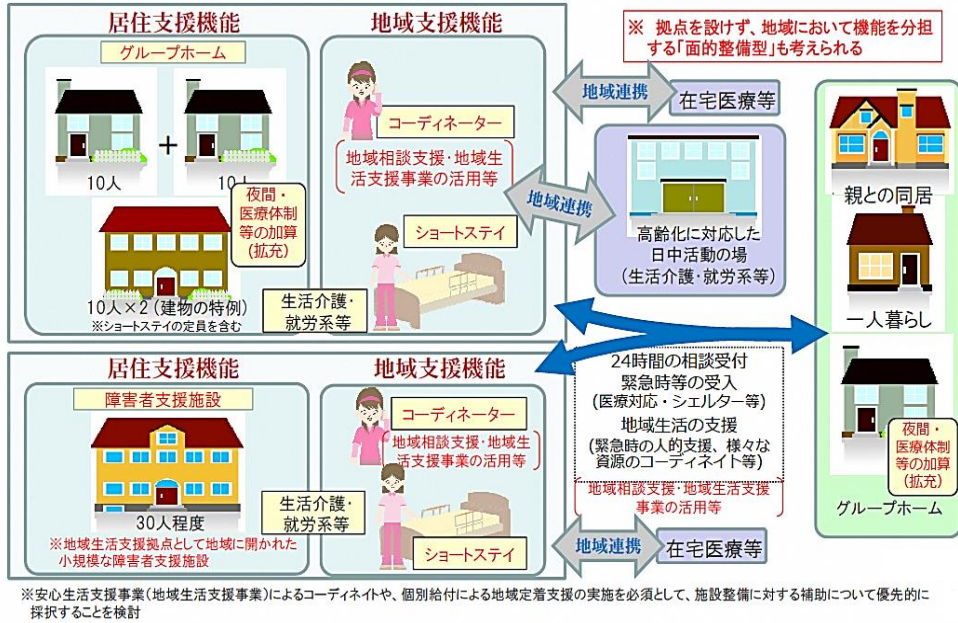 居住支援機能
グループホーム
10人
+
10人
夜間・
医療体制
等の加算
(拡充)
10人×2 (建物の特例)
※ショートステイの定員を含む
地域支援機能
コーディネーター
地域相談支援・地域生
活支援事業の活用等
ショートステイ
生活介護・
就労系等
※ 拠点を設けず、地域において機能を分担
する「面的整備型」も考えられる
地域連携
在宅医療等
地域連携
高齢化に対応した
日中活動の場
(生活介護・就労系等)
親との同居
一人暮らし
夜間・
医療体制
等の加算
(拡充)
グループホーム
24時間の相談受付
緊急時等の受入
(医療対応・シェルター等)
地域生活の支援
(緊急時の人的支援、様々な
資源のコーディネイト等)
地域相談支援・地域生活支援
事業の活用等
居住支援機能
障害者支援施設
30人程度
※地域生活支援拠点として地域に開かれた
小規模な障害者支援施設
地域支援機能
コーディネーター
地域相談支援・地域生
活支援事業の活用等
生活介護・
就労系等
ショートステイ
地域連携
在宅医療等
※安心生活支援事業(地域生活支援事業)によるコーディネイトや、個別給付による地域定着支援の実施を必須として、施設整備に対する補助について優先的に
採択することを検討